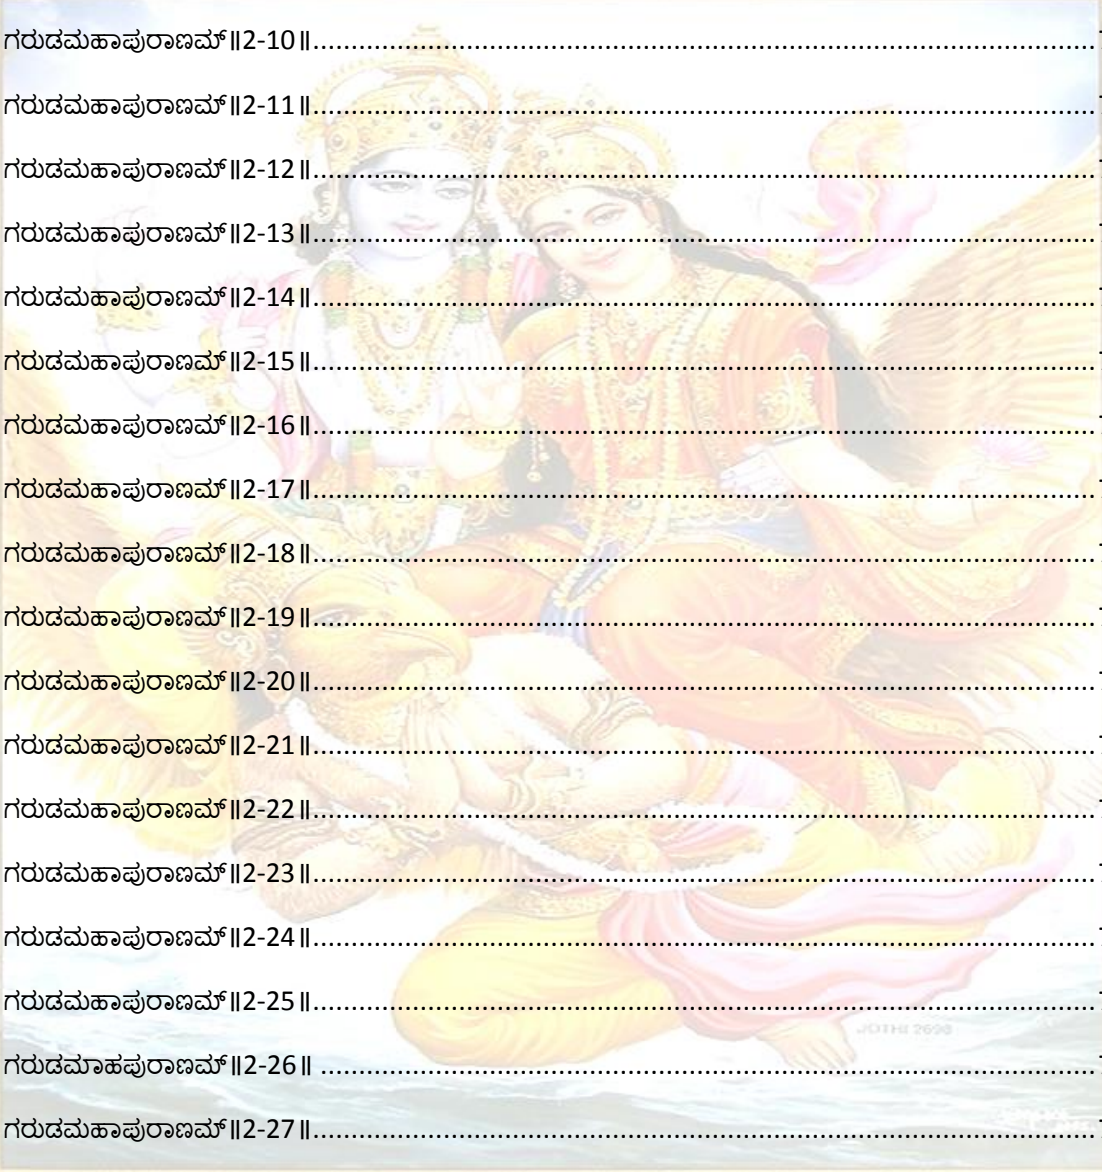 ಗರುಡಮಹಾಪುರಾಣಮ್॥2-10॥......................................................................................................
ಗರುಡಮಹಾಪುರಾಣಮ್॥2-11॥......................................................................................................
ಗರುಡಮಹಾಪುರಾಣಮ್॥2-12॥......................................................................................................
ಗರುಡಮಹಾಪುರಾಣಮ್॥2-13॥......................................................................................................
ಗರುಡಮಹಾಪುರಾಣಮ್॥2-14॥......................................................................................................
ಗರುಡಮಹಾಪುರಾಣಮ್॥2-15॥......................................................................................................
ಗರುಡಮಹಾಪುರಾಣಮ್॥2-16॥......................................................................................................
ಗರುಡಮಹಾಪುರಾಣಮ್॥2-17॥......................................................................................................
ಗರುಡಮಹಾಪುರಾಣಮ್॥2-18॥......................................................................................................
ಗರುಡಮಹಾಪುರಾಣಮ್॥2-19॥......................................................................................................
ಗರುಡಮಹಾಪುರಾಣಮ್॥2-20॥......................................................................................................
ಗರುಡಮಹಾಪುರಾಣಮ್॥2-21॥......................................................................................................
ಗರುಡಮಹಾಪುರಾಣಮ್॥2-22॥......................................................................................................
ಗರುಡಮಹಾಪುರಾಣಮ್॥2-23॥......................................................................................................
ಗರುಡಮಹಾಪುರಾಣಮ್॥2-24॥......................................................................................................
ಗರುಡಮಹಾಪುರಾಣಮ್॥2-25॥......................................................................................................
JOTHI 2698
ಗರುಡಮಾಹಪುರಾಣಮ್॥2-26॥ .....................................................................................................
ಗರುಡಮಹಾಪುರಾಣಮ್॥2-27॥......................................................................................................